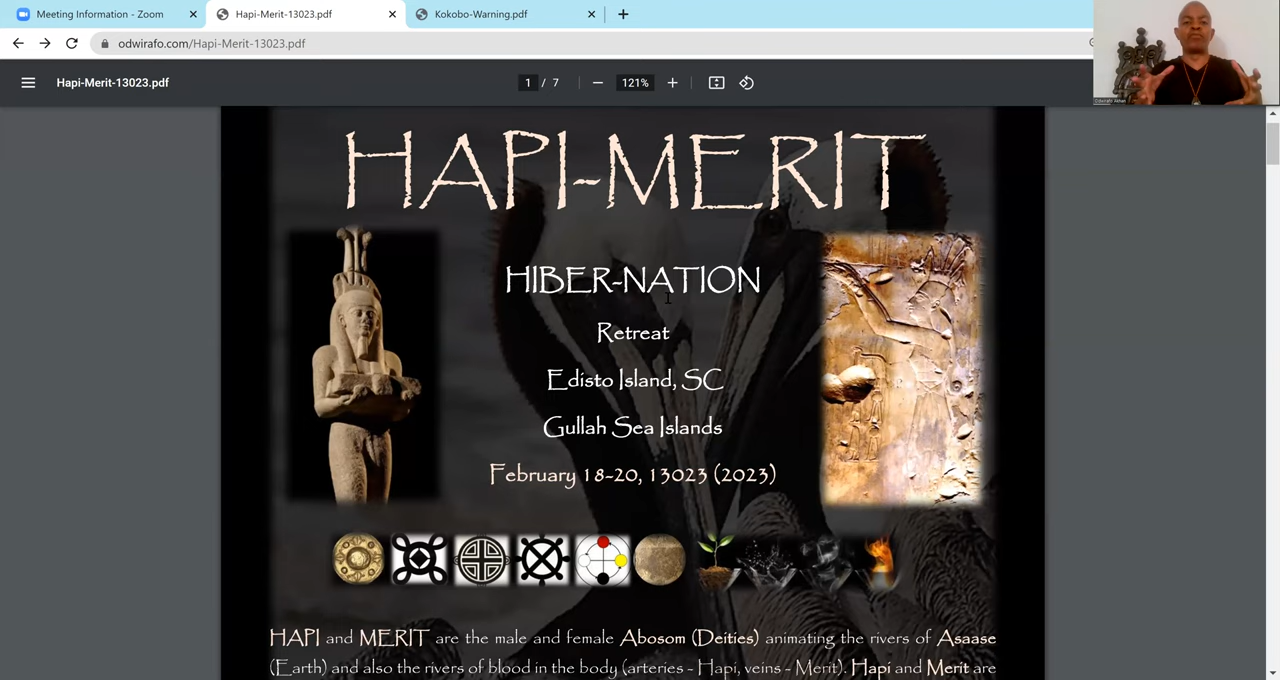 Meeting Information - Zoom
Hapi-Merit-13023.pdf
Kokobo-Warning.pdf
odwirafo.com/Hapi-Merit-13023.pdf
Hapi-Merit-13023.pdf
1 / 7
121%
Odwirafo Akhan
HAPI-MERIT
HIBER-NATION
Retreat
Edisto Island, SC
Gullah Sea Islands
February 18-20, 13023 (2023)
HAPI and MERIT are the male and female Abosom (Deities) animating the rivers of Asaase
(Earth) and also the rivers of blood in the body (arteries - Hapi, veins - Merit). Hapi and Merit are